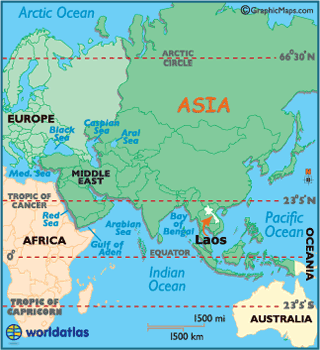 Arctic Ocean
©GraphicMaps.com
ARCTIC
CIRCLE
66°30'N
ASIA
EUROPE
Black
Sea
Caspian
Sea
Aral
Sea
Med. Sea
MIDDLE
EAST
TROPIC OF
CANCER
23°5'N
Red
Sea
Arabian
Sea
Bay
of
Bengal
Pacific
Ocean
AFRICA
Gulf of
Aden
Laos
OCEANIA
0°
EQUATOR
Indian
Ocean
TROPIC OF
CAPRICORN
23°5'S
AUSTRALIA
worldatlas
1500 mi
1500 km